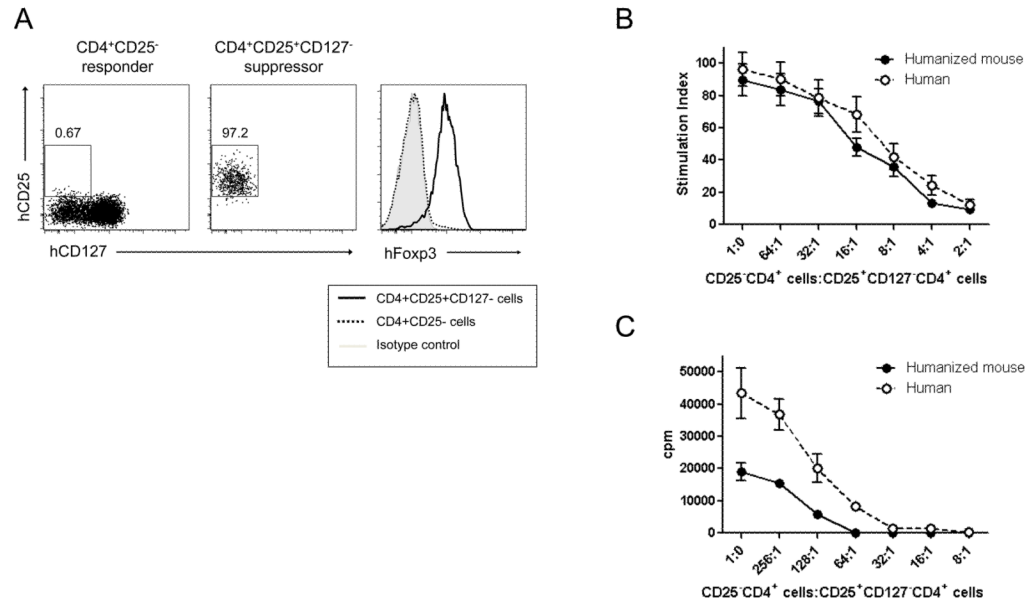 A
CD4⁺CD25⁻
responder
CD4⁺CD25⁺CD127⁻
suppressor
0.67
97.2
hCD25
hCD127
hFoxp3
CD4+CD25+CD127- cells
CD4+CD25- cells
Isotype control
B
Humanized mouse
Human
Stimulation Index
100
80
60
40
20
0
1:0
64:1
32:1
16:1
8:1
4:1
2:1
CD25⁻CD4⁺ cells:CD25⁺CD127⁻CD4⁺ cells
C
Humanized mouse
Human
cpm
50000
40000
30000
20000
10000
0
1:0
256:1
128:1
64:1
32:1
16:1
8:1
CD25⁻CD4⁺ cells:CD25⁺CD127⁻CD4⁺ cells